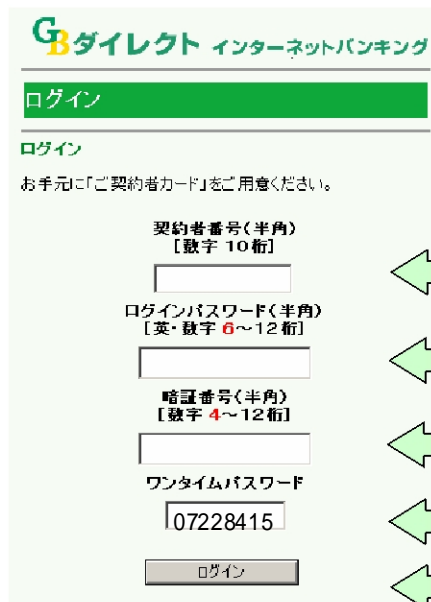 GBダイレクト インターネットバンキング
ログイン
ログイン
お手元に「ご契約者カード」をご用意ください。
契約者番号(半角)
[数字 10桁]
ログインパスワード(半角)
[英・数字 6～12桁]
暗証番号(半角)
[数字 4～12桁]
ワンタイムパスワード
07228415
ログイン